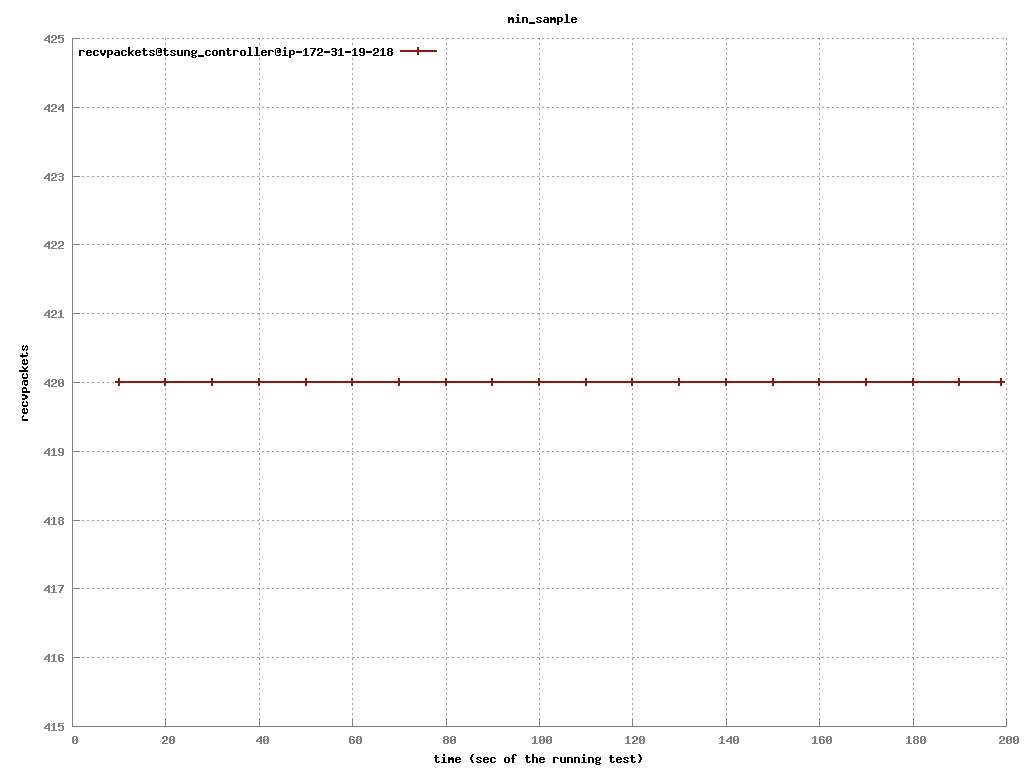 min_sample
recvpackets@tsung_controller@ip-172-31-19-218
425
424
423
422
421
420
419
418
417
416
415
recvpackets
0 20 40 60 80 100 120 140 160 180 200
time (sec of the running test)